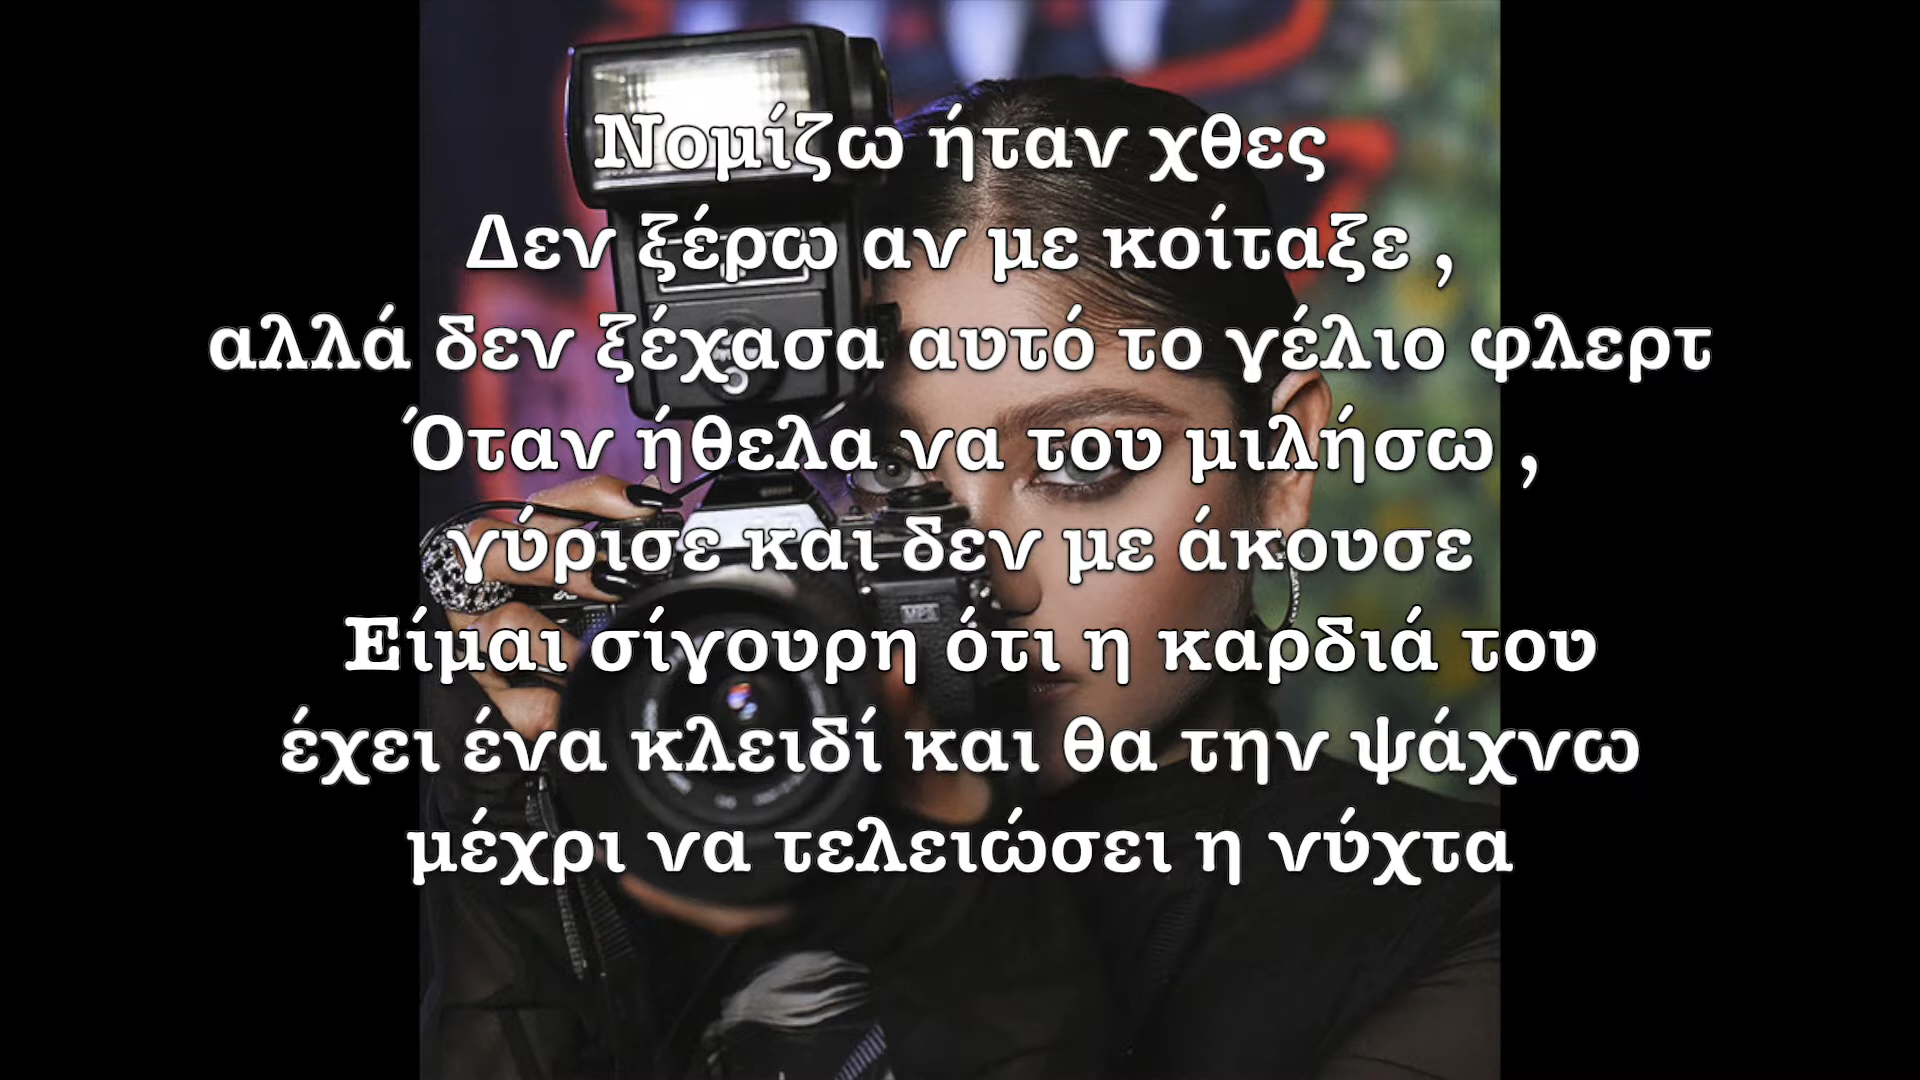 Νομίζω ήταν χθες
Δεν ξέρω αν με κοίταξε ,
αλλά δεν ξέχασα αυτό το γέλιο φλερτ
Όταν ήθελα να του μιλήσω ,
γύρισε και δεν με άκουσε
Είμαι σίγουρη ότι η καρδιά του
έχει ένα κλειδί και θα την ψάχνω
μέχρι να τελειώσει η νύχτα